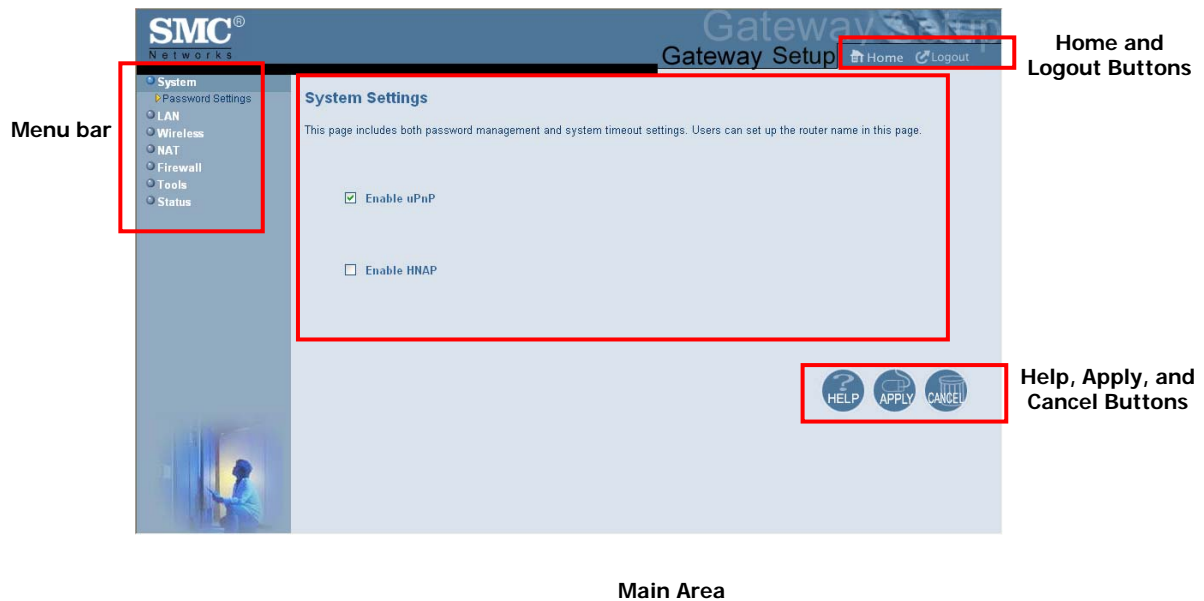 SMC®
Networks
Gateway Setup
Gateway Setup
Home Logout
Home and
Logout Buttons
Menu bar
System
Password Settings
LAN
Wireless
NAT
Firewall
Tools
Status
System Settings
This page includes both password management and system timeout settings. Users can set up the router name in this page.
Enable uPnP
Enable HNAP
HELP APPLY CANCEL
Help, Apply, and
Cancel Buttons
Main Area